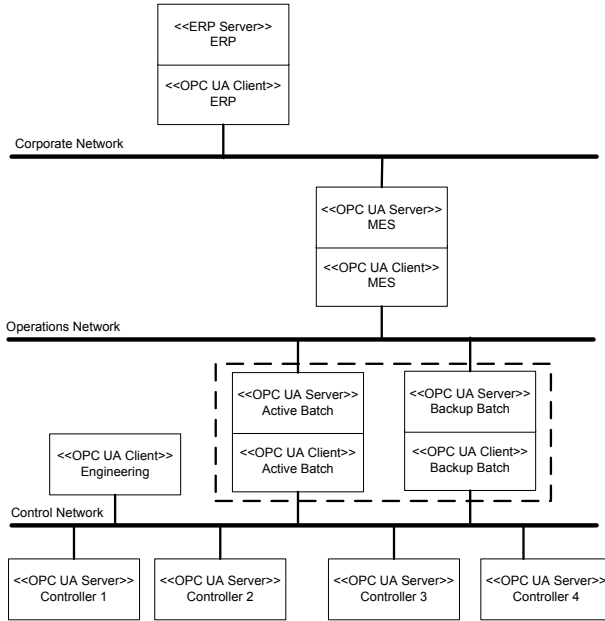 <<ERP Server>>
ERP
<<OPC UA Client>>
ERP
Corporate Network
<<OPC UA Server>>
MES
<<OPC UA Client>>
MES
Operations Network
<<OPC UA Server>>
Active Batch
<<OPC UA Client>>
Active Batch
<<OPC UA Server>>
Backup Batch
<<OPC UA Client>>
Backup Batch
<<OPC UA Client>>
Engineering
Control Network
<<OPC UA Server>>
Controller 1
<<OPC UA Server>>
Controller 2
<<OPC UA Server>>
Controller 3
<<OPC UA Server>>
Controller 4